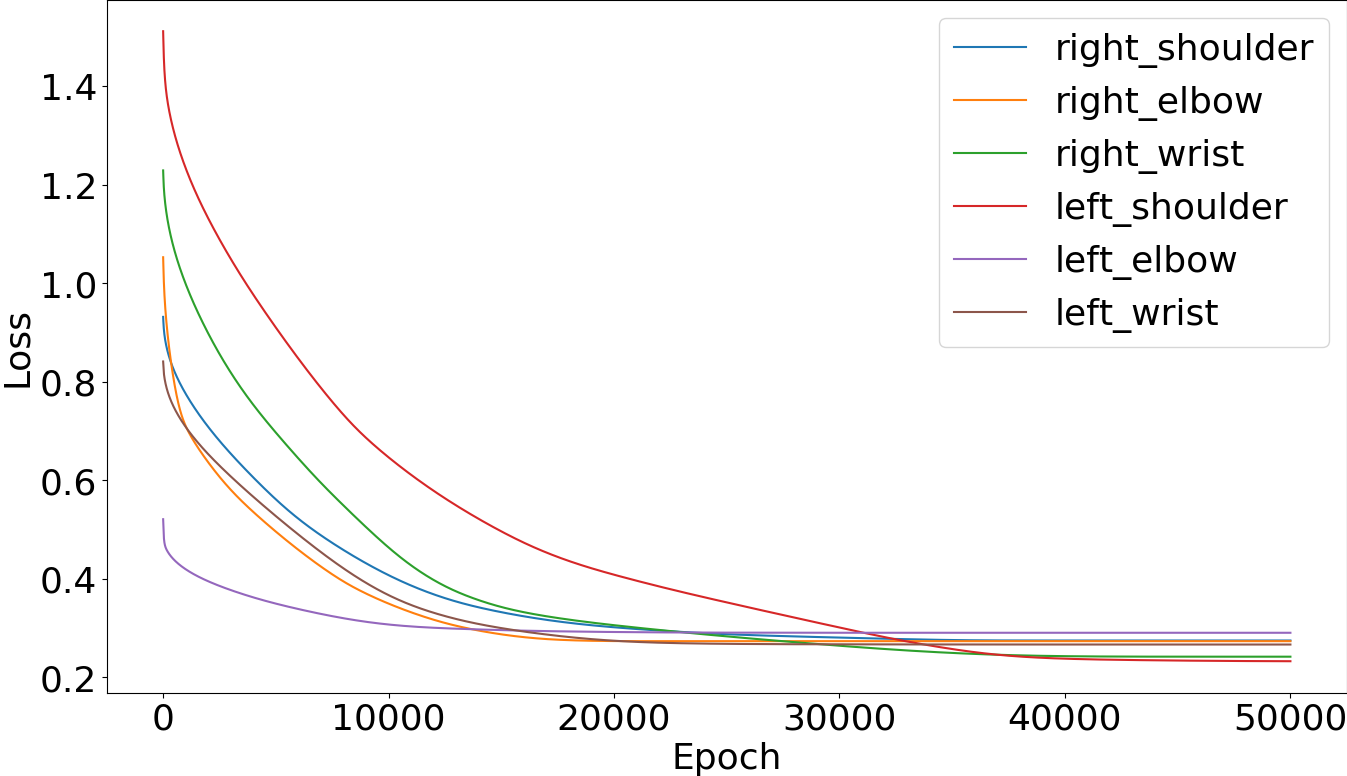 Loss
1.4
1.2
1.0
0.8
0.6
0.4
0.2
right_shoulder
right_elbow
right_wrist
left_shoulder
left_elbow
left_wrist
0 10000 20000 30000 40000 50000
Epoch